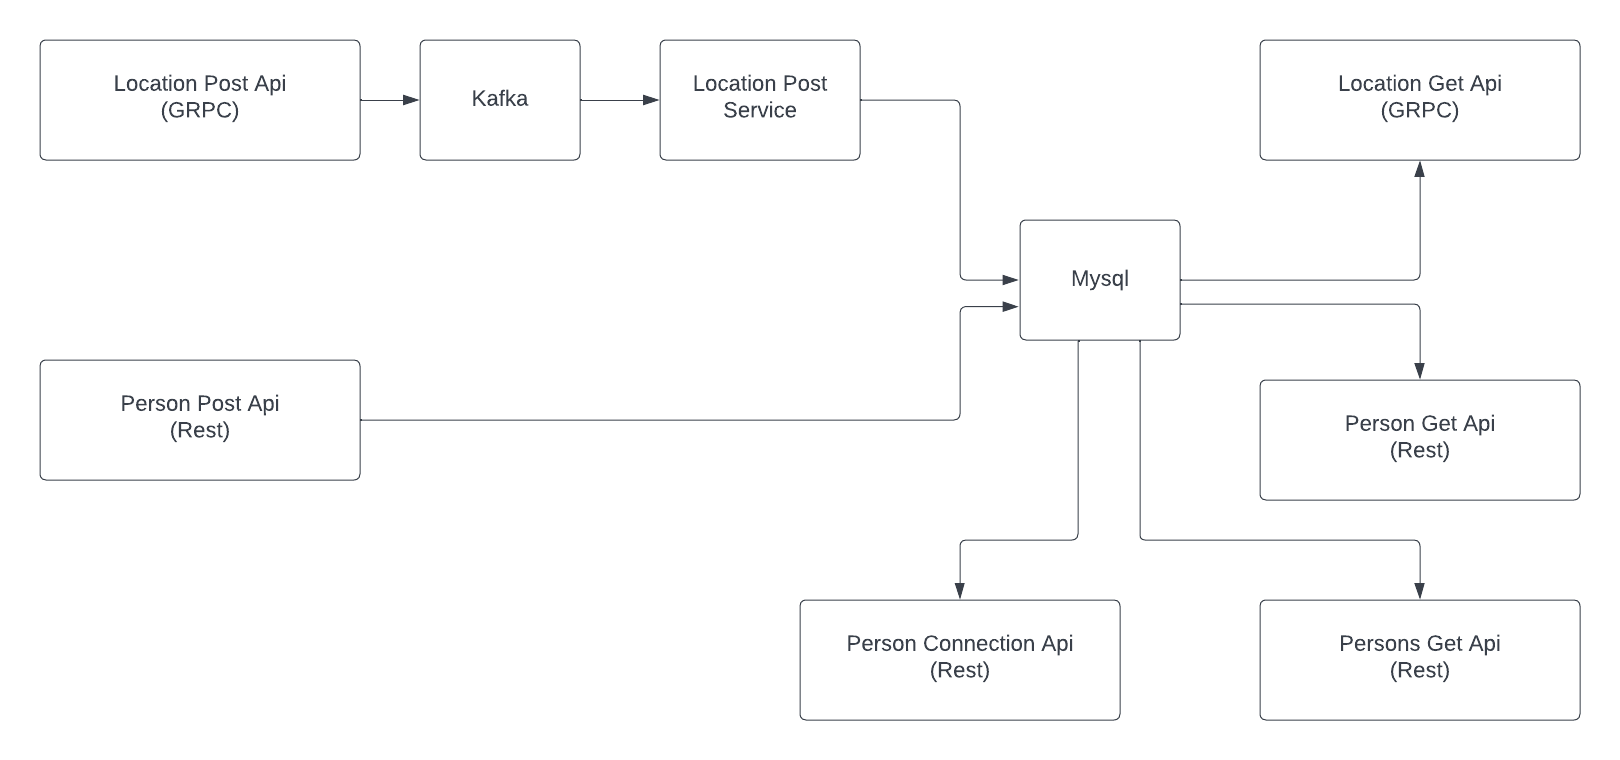 Location Post Api
(GRPC)
Kafka
Location Post
Service
Location Get Api
(GRPC)
Mysql
Person Post Api
(Rest)
Person Get Api
(Rest)
Person Connection Api
(Rest)
Persons Get Api
(Rest)